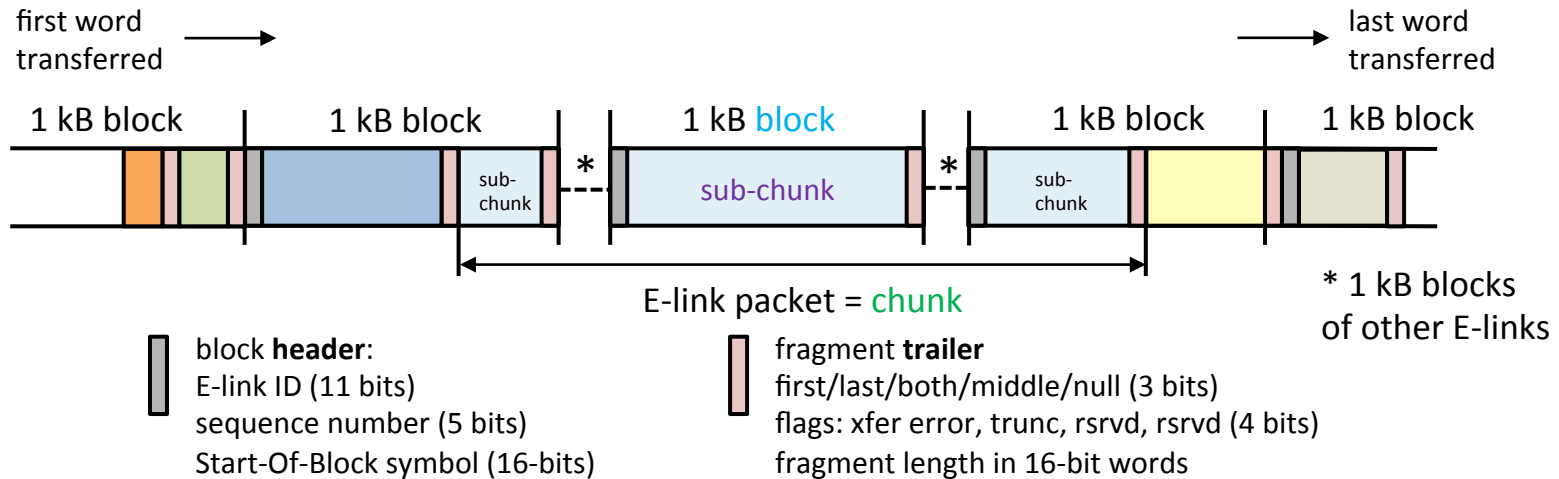 first word
transferred
last word
transferred
1 kB block
1 kB block
1 kB block
1 kB block
1 kB block
*
*
sub-
chunk
sub-chunk
sub-
chunk
E-link packet = chunk
* 1 kB blocks
of other E-links
block header:
E-link ID (11 bits)
sequence number (5 bits)
Start-Of-Block symbol (16-bits)
fragment trailer
first/last/both/middle/null (3 bits)
flags: xfer error, trunc, rsrvd, rsrvd (4 bits)
fragment length in 16-bit words